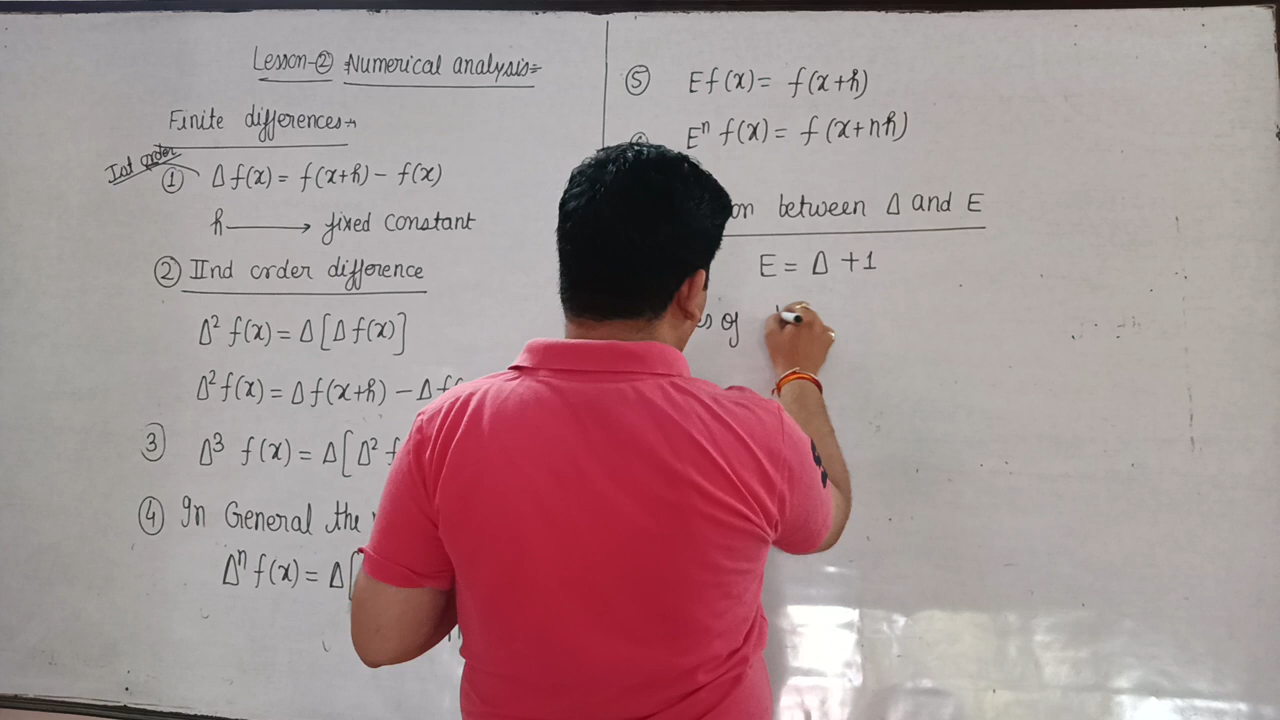 Lesson-② Numerical analysis=
Finite differences→
Ist order
① Δf(x) = f(x+h) - f(x)
h ⟶ fixed constant
② IInd order difference
Δ² f(x) = Δ[Δf(x)]
Δ² f(x) = Δf(x+h) - Δf
③ Δ³ f(x) = Δ[Δ² f
④ In General the
Δⁿ f(x) = Δ[
⑤ Ef(x) = f(x+h)
Eⁿ f(x) = f(x+nh)
on between Δ and E
E = Δ + 1
s of